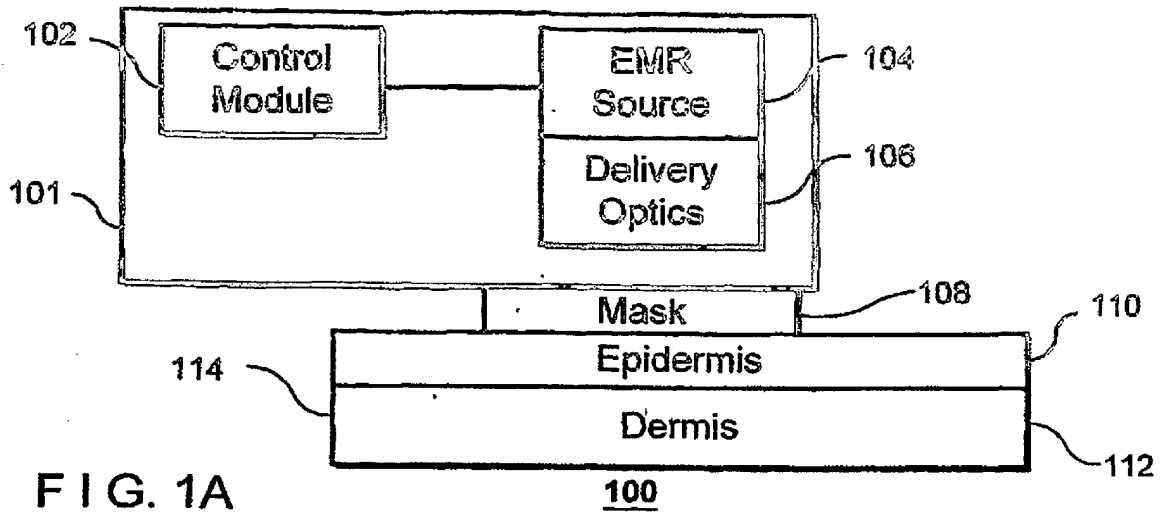 102
Control
Module
EMR
Source
104
Delivery
Optics
106
101
Mask
108
110
Epidermis
114
Dermis
112
FIG. 1A
100